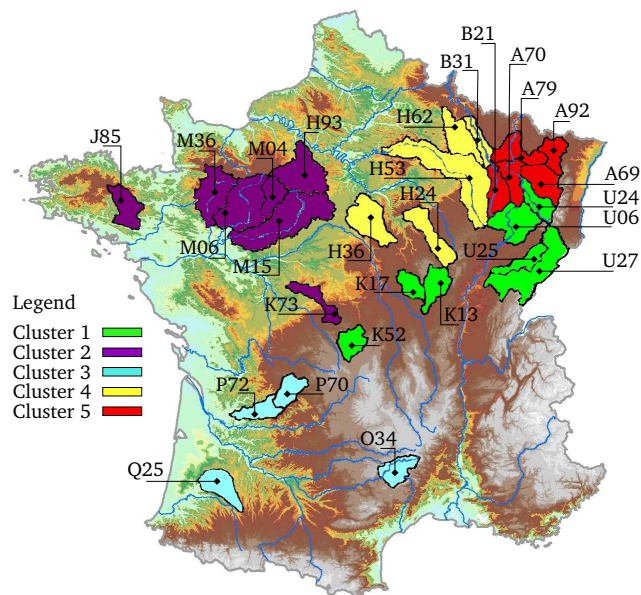 B21
A70
B31
A79
H62
A92
H93
J85
M36
M04
H53
A69
H24
U24
U06
M06
H36
U25
M15
U27
K17
K73
K13
Legend
Cluster 1
Cluster 2
Cluster 3
Cluster 4
Cluster 5
K52
P72
P70
O34
Q25